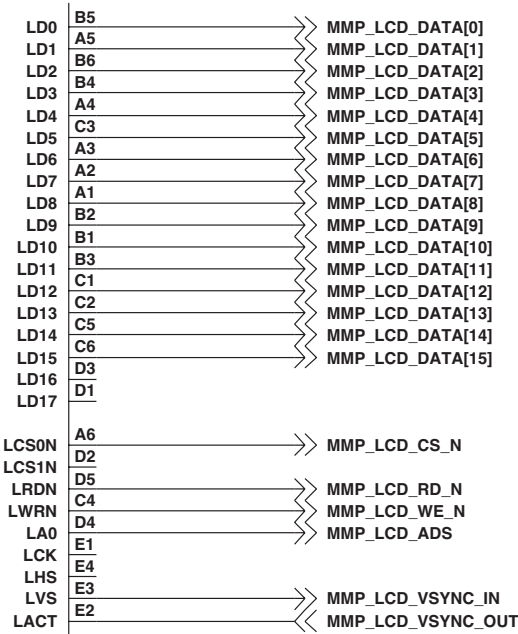 LD0 B5 MMP_LCD_DATA[0]
LD1 A5 MMP_LCD_DATA[1]
LD2 B6 MMP_LCD_DATA[2]
LD3 B4 MMP_LCD_DATA[3]
LD4 A4 MMP_LCD_DATA[4]
LD5 C3 MMP_LCD_DATA[5]
LD6 A3 MMP_LCD_DATA[6]
LD7 A2 MMP_LCD_DATA[7]
LD8 A1 MMP_LCD_DATA[8]
LD9 B2 MMP_LCD_DATA[9]
LD10 B1 MMP_LCD_DATA[10]
LD11 B3 MMP_LCD_DATA[11]
LD12 C1 MMP_LCD_DATA[12]
LD13 C2 MMP_LCD_DATA[13]
LD14 C5 MMP_LCD_DATA[14]
LD15 C6 MMP_LCD_DATA[15]
LD16 D3
LD17 D1
LCS0N A6 MMP_LCD_CS_N
LCS1N D2
LRDN D5 MMP_LCD_RD_N
LWRN C4 MMP_LCD_WE_N
LA0 D4 MMP_LCD_ADS
LCK E1
LHS E4
LVS E3 MMP_LCD_VSYNC_IN
LACT E2 MMP_LCD_VSYNC_OUT